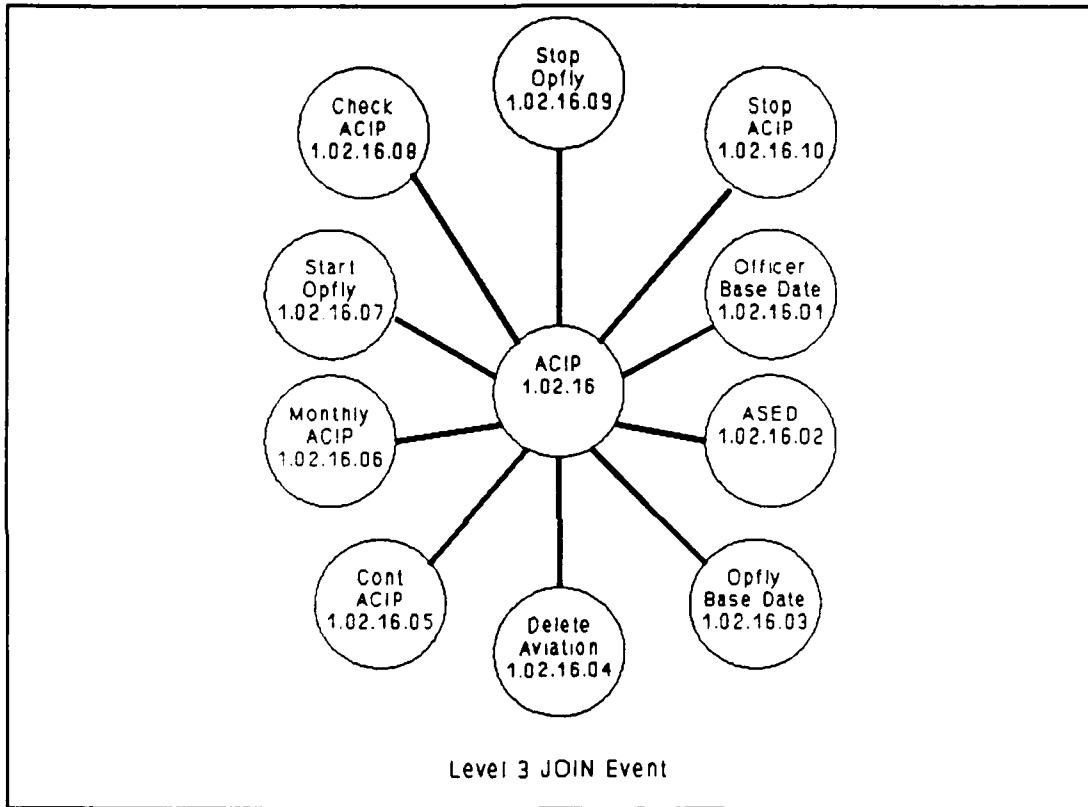 Stop
Opfly
1.02.16.09
Check
ACIP
1.02.16.08
Stop
ACIP
1.02.16.10
Start
Opfly
1.02.16.07
Officer
Base Date
1.02.16.01
ACIP
1.02.16
Monthly
ACIP
1.02.16.06
ASED
1.02.16.02
Cont
ACIP
1.02.16.05
Opfly
Base Date
1.02.16.03
Delete
Aviation
1.02.16.04
Level 3 JOIN Event